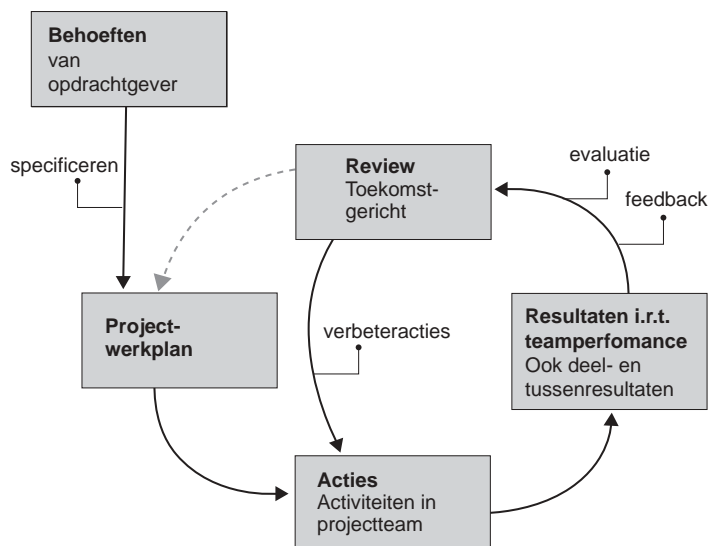 Behoeften
van
opdrachtgever
specificeren
Review
Toekomst-
gericht
evaluatie
feedback
Project-
werkplan
verbeteracties
Resultaten i.r.t.
teamperfomance
Ook deel- en
tussenresultaten
Acties
Activiteiten in
projectteam